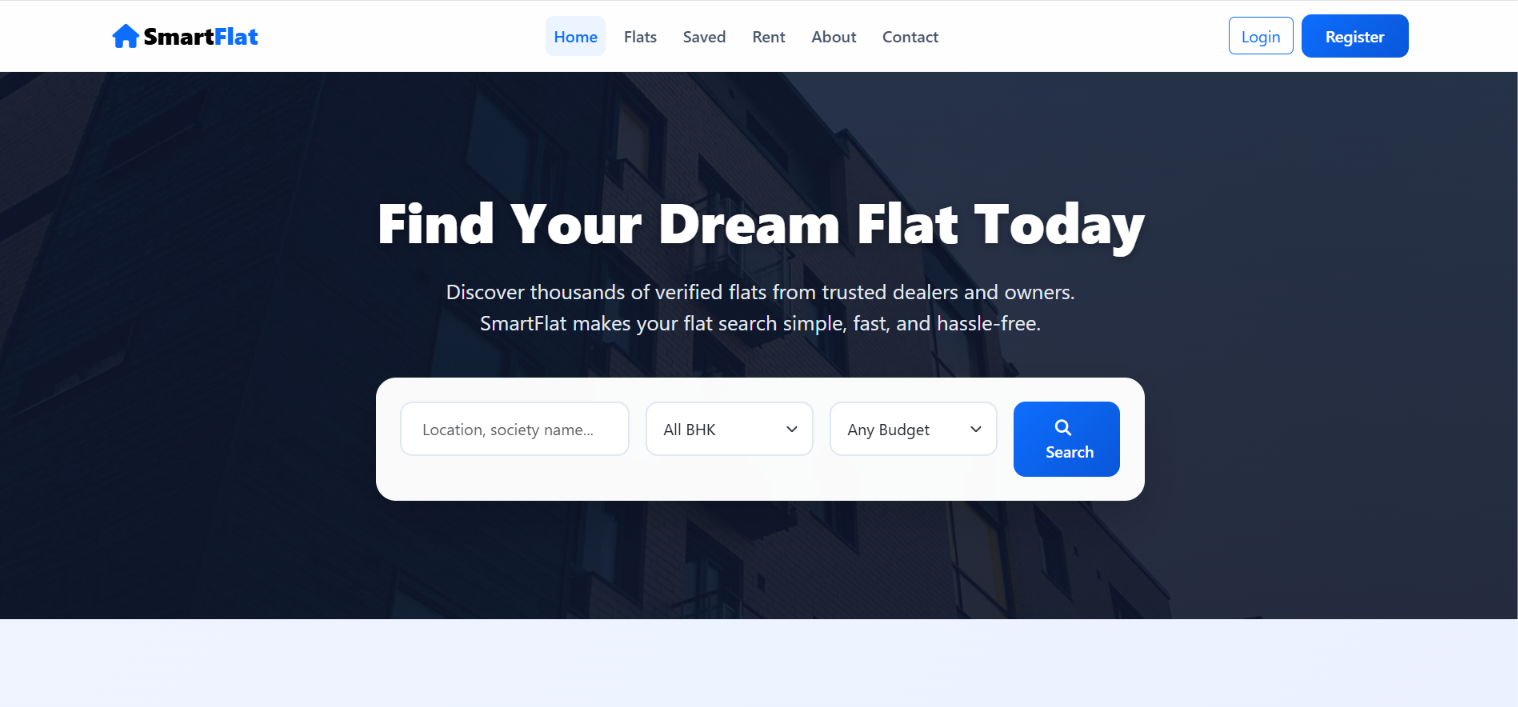 SmartFlat
Home Flats Saved Rent About Contact
Login Register
Find Your Dream Flat Today
Discover thousands of verified flats from trusted dealers and owners.
SmartFlat makes your flat search simple, fast, and hassle-free.
Location, society name... All BHK Any Budget
Search